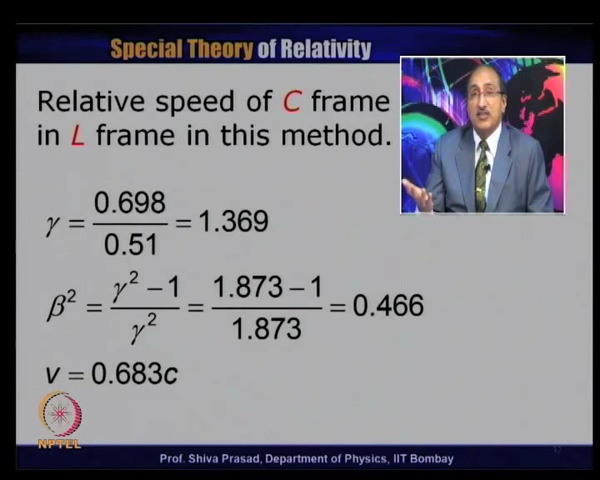 Special Theory of Relativity
Relative speed of C frame
in L frame in this method.
γ = 0.698 / 0.51 = 1.369
β² = (γ² − 1) / γ² = (1.873 − 1) / 1.873 = 0.466
v = 0.683c
NPTEL
Prof. Shiva Prasad, Department of Physics, IIT Bombay